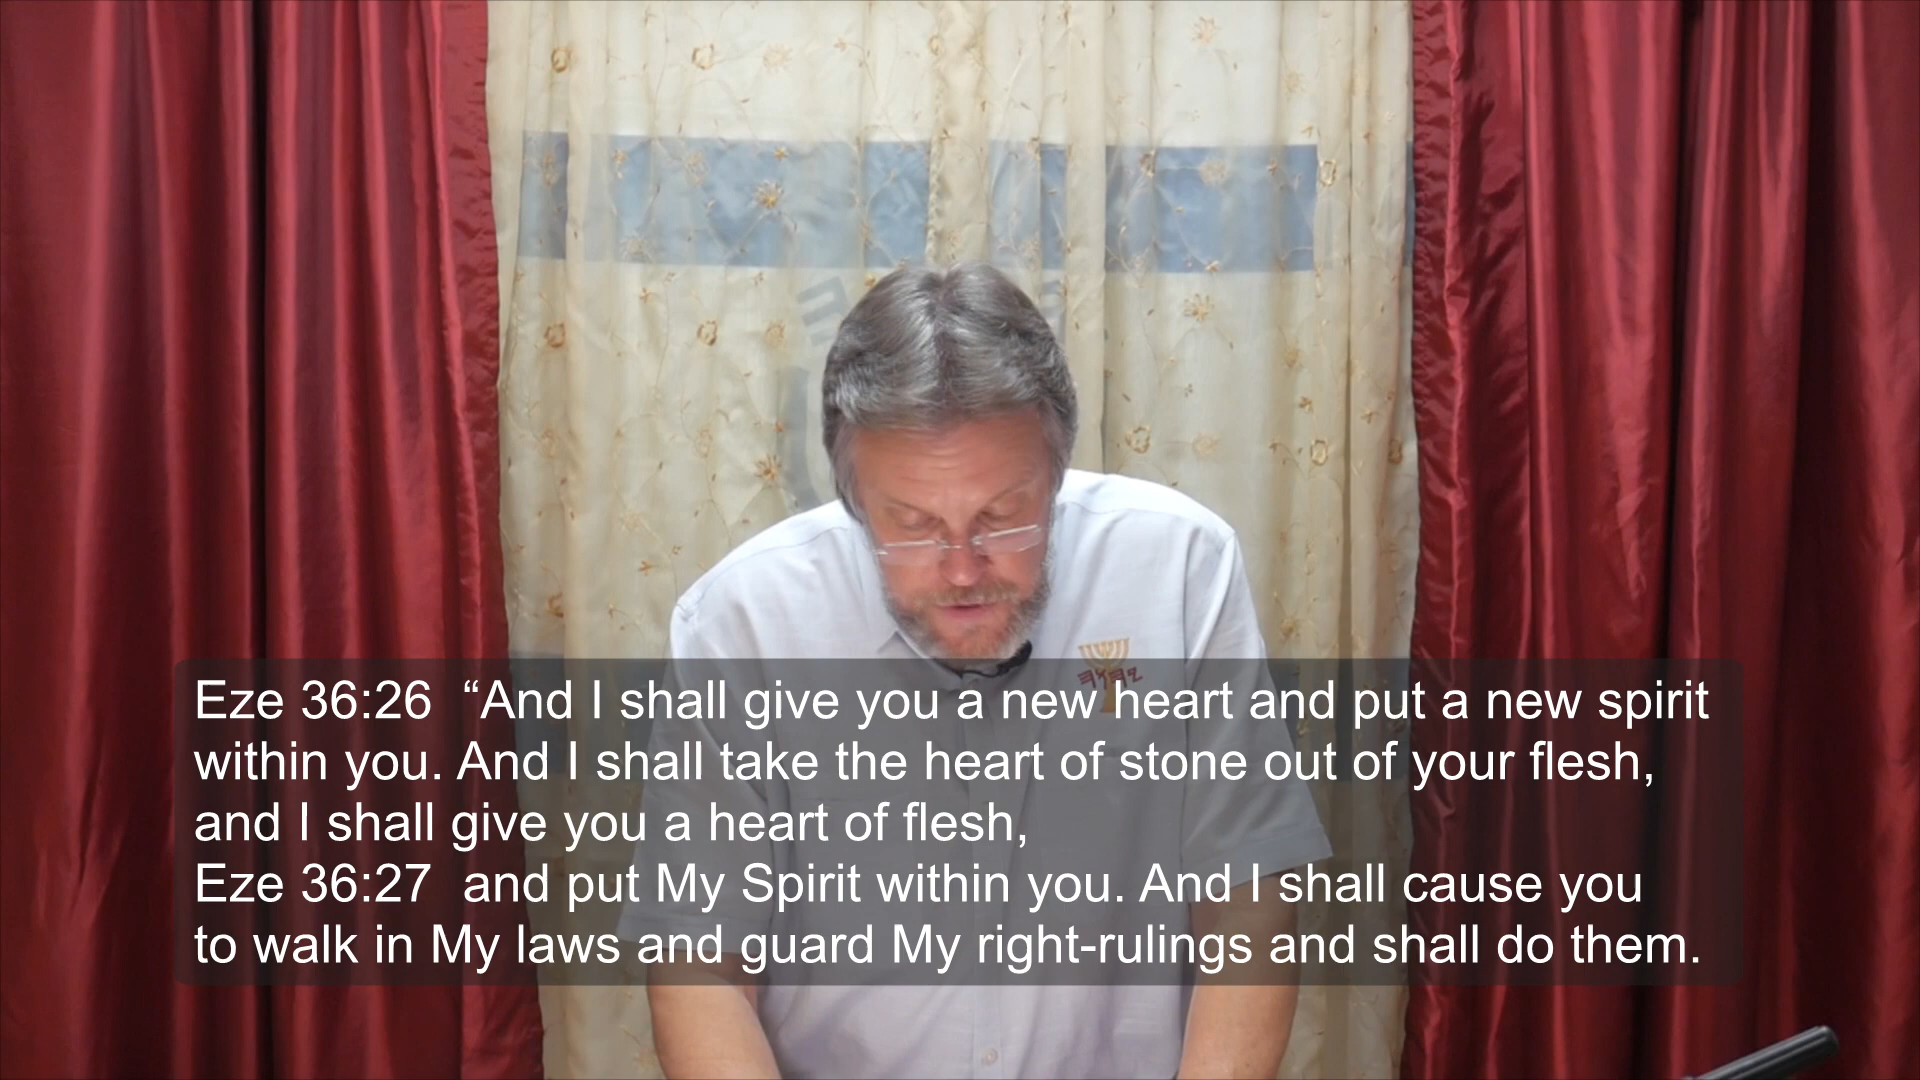 Eze 36:26  “And I shall give you a new heart and put a new spirit
within you. And I shall take the heart of stone out of your flesh,
and I shall give you a heart of flesh,
Eze 36:27  and put My Spirit within you. And I shall cause you
to walk in My laws and guard My right-rulings and shall do them.